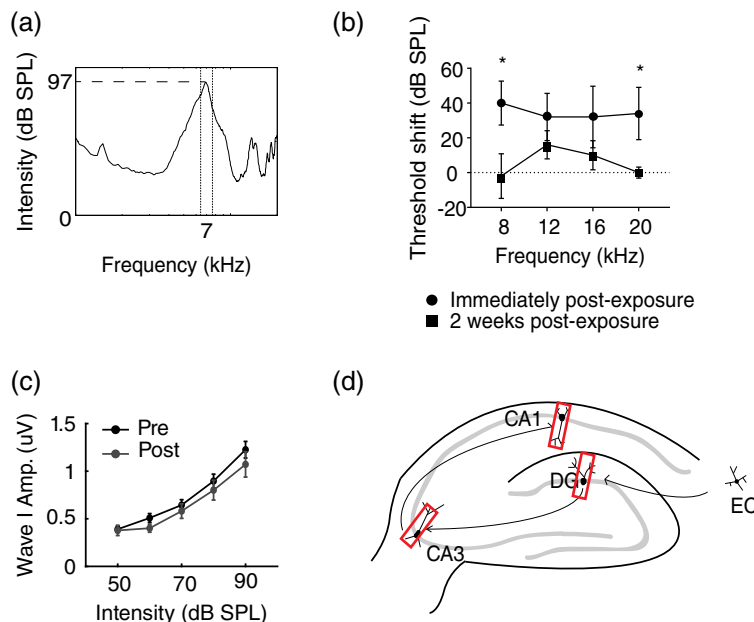 (a)
97
0
7
Intensity (dB SPL)
Frequency (kHz)
(b)
* *
60
40
20
0
-20
8 12 16 20
Threshold shift (dB SPL)
Frequency (kHz)
Immediately post-exposure
2 weeks post-exposure
(c)
Pre
Post
1.5
1
0.5
0
50 70 90
Wave I Amp. (uV)
Intensity (dB SPL)
(d)
CA1
DG
EC
CA3